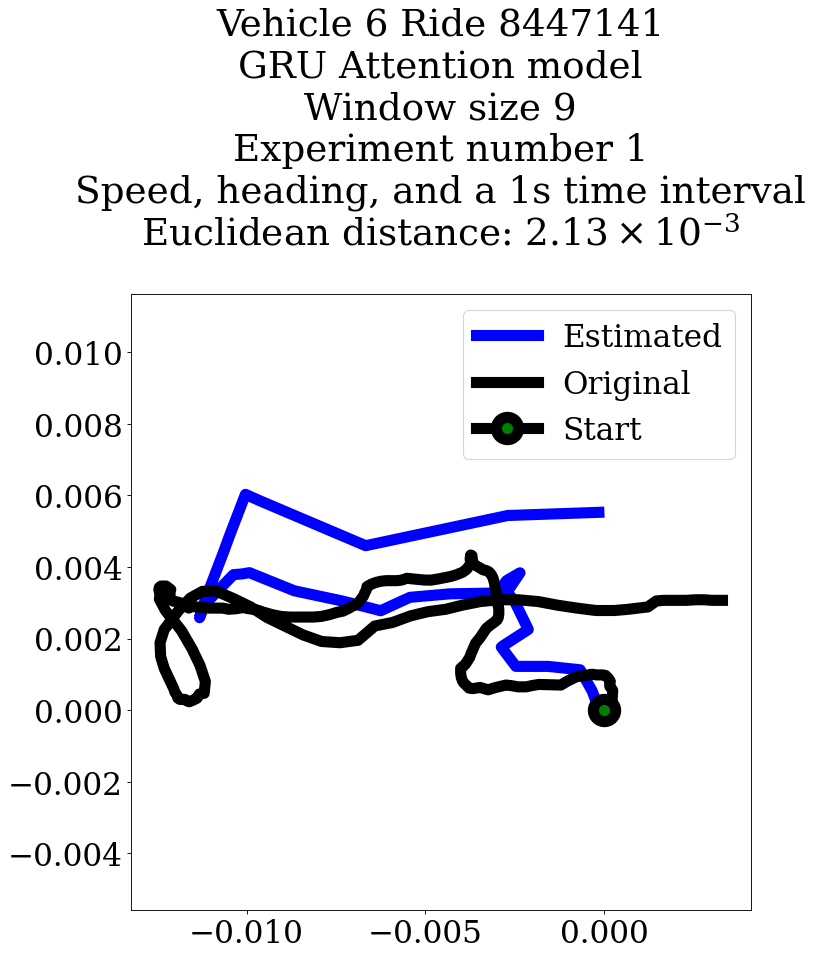 Vehicle 6 Ride 8447141
GRU Attention model
Window size 9
Experiment number 1
Speed, heading, and a 1s time interval
Euclidean distance: 2.13 × 10⁻³
Estimated
Original
Start
0.010
0.008
0.006
0.004
0.002
0.000
−0.002
−0.004
−0.010
−0.005
0.000